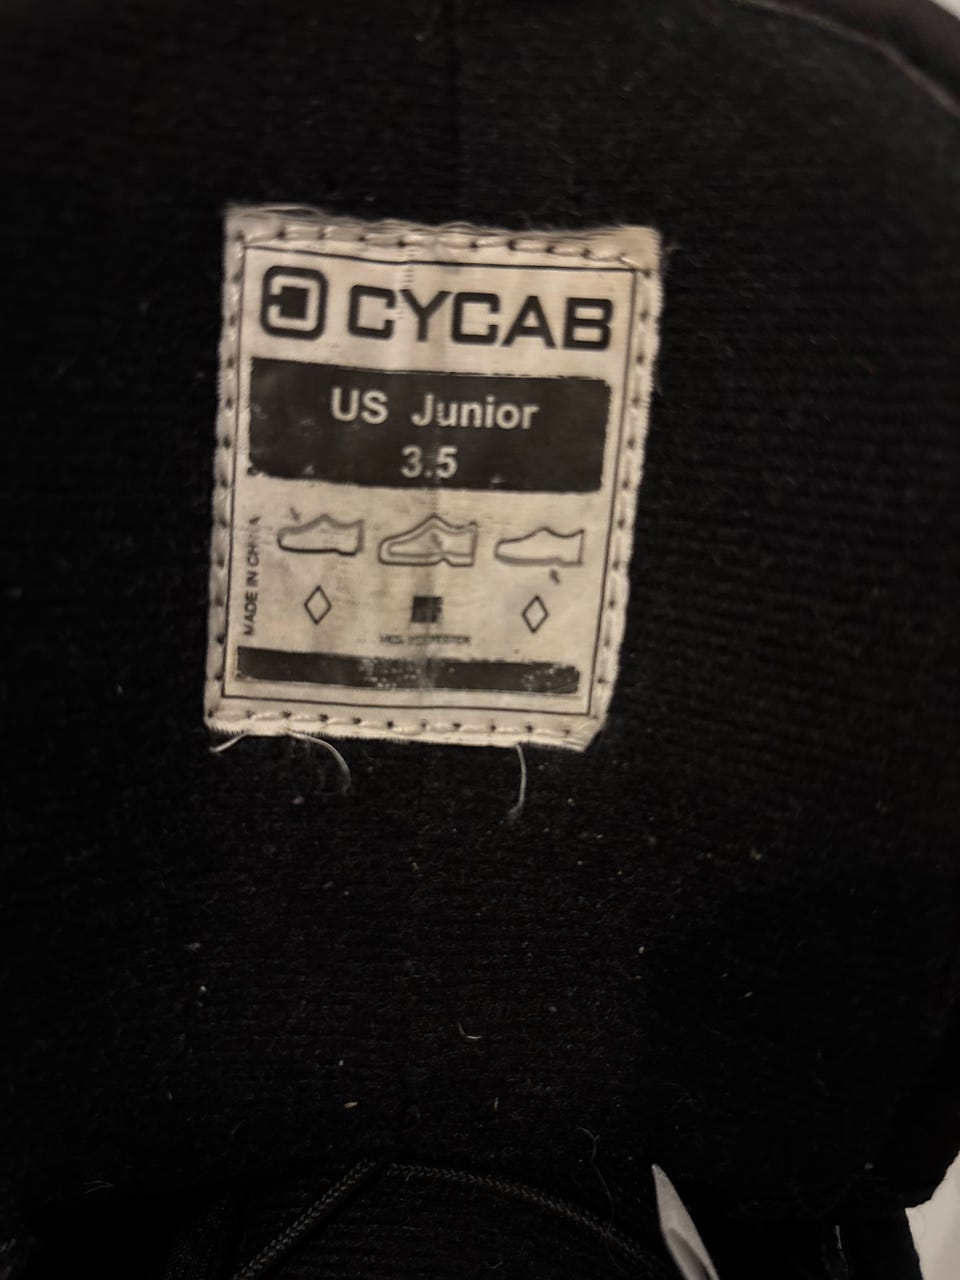 CYCAB
US Junior
3.5
MADE IN CHINA